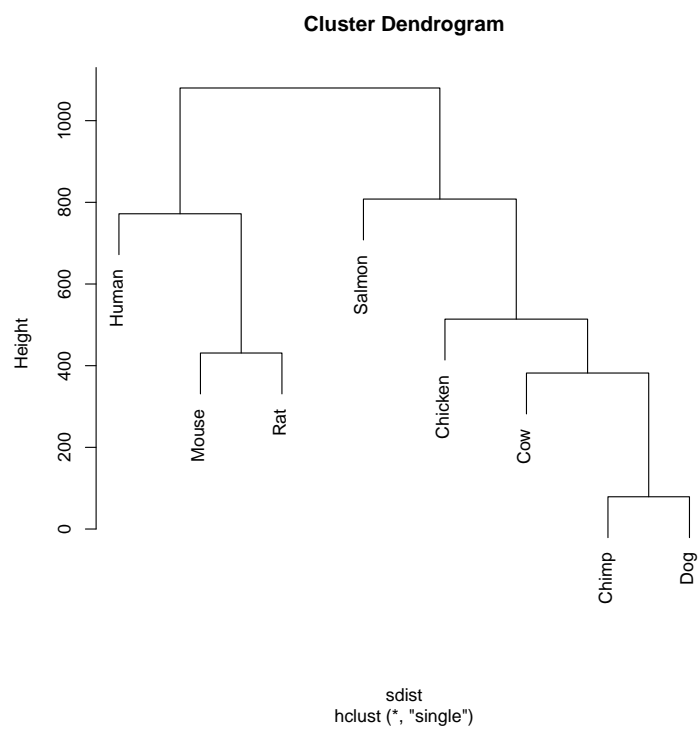 Cluster Dendrogram
Height
0
200
400
600
800
1000
Human
Mouse
Rat
Salmon
Chicken
Cow
Chimp
Dog
sdist
hclust (*, "single")